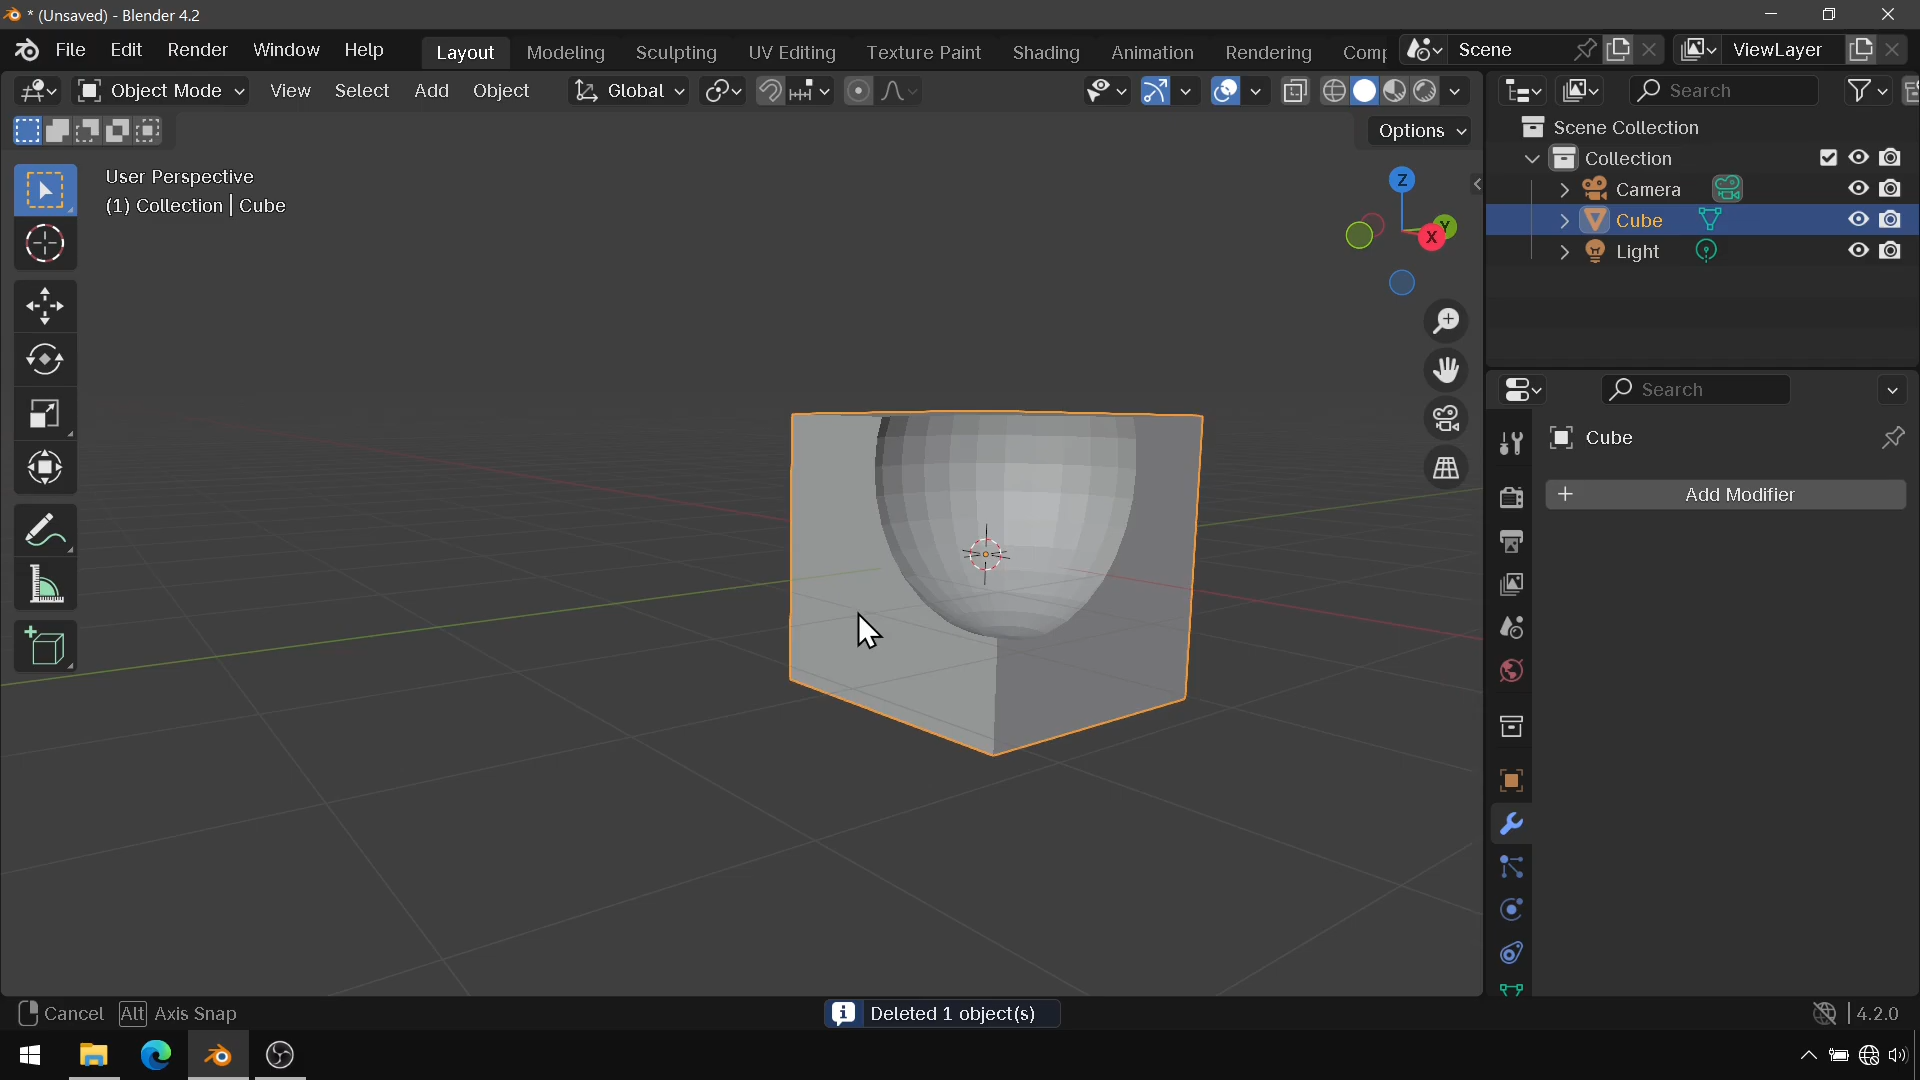 * (Unsaved) - Blender 4.2
File Edit Render Window Help
Layout Modeling Sculpting UV Editing Texture Paint Shading Animation Rendering Comp
Scene
ViewLayer
Object Mode View Select Add Object
Global
Search
Options
User Perspective
(1) Collection | Cube
Z
Y
X
Scene Collection
Collection
Camera
Cube
Light
Search
Cube
+ Add Modifier
Cancel Alt Axis Snap
Deleted 1 object(s)
4.2.0